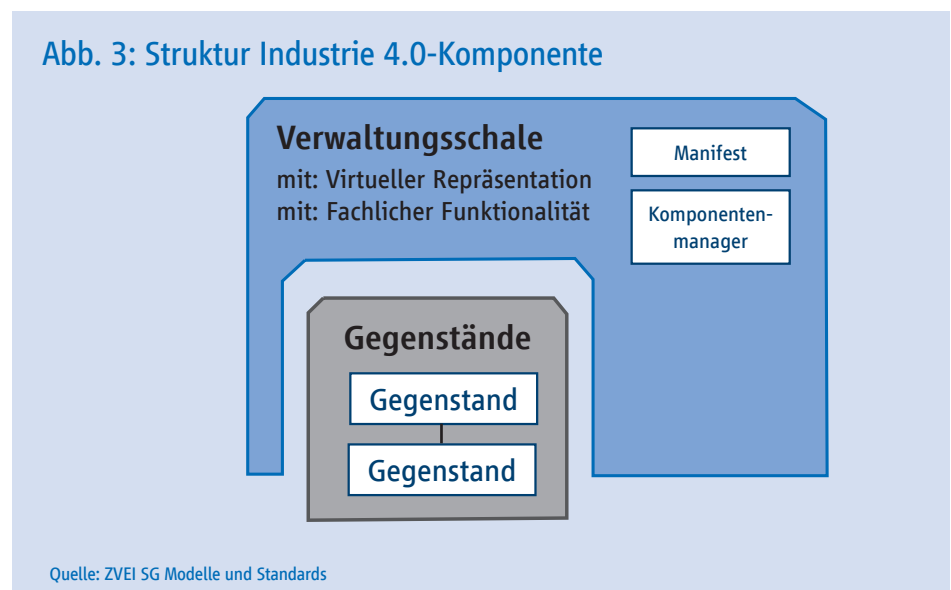 Abb. 3: Struktur Industrie 4.0-Komponente
Verwaltungsschale
mit: Virtueller Repräsentation
mit: Fachlicher Funktionalität
Manifest
Komponenten-
manager
Gegenstände
Gegenstand
Gegenstand
Quelle: ZVEI SG Modelle und Standards